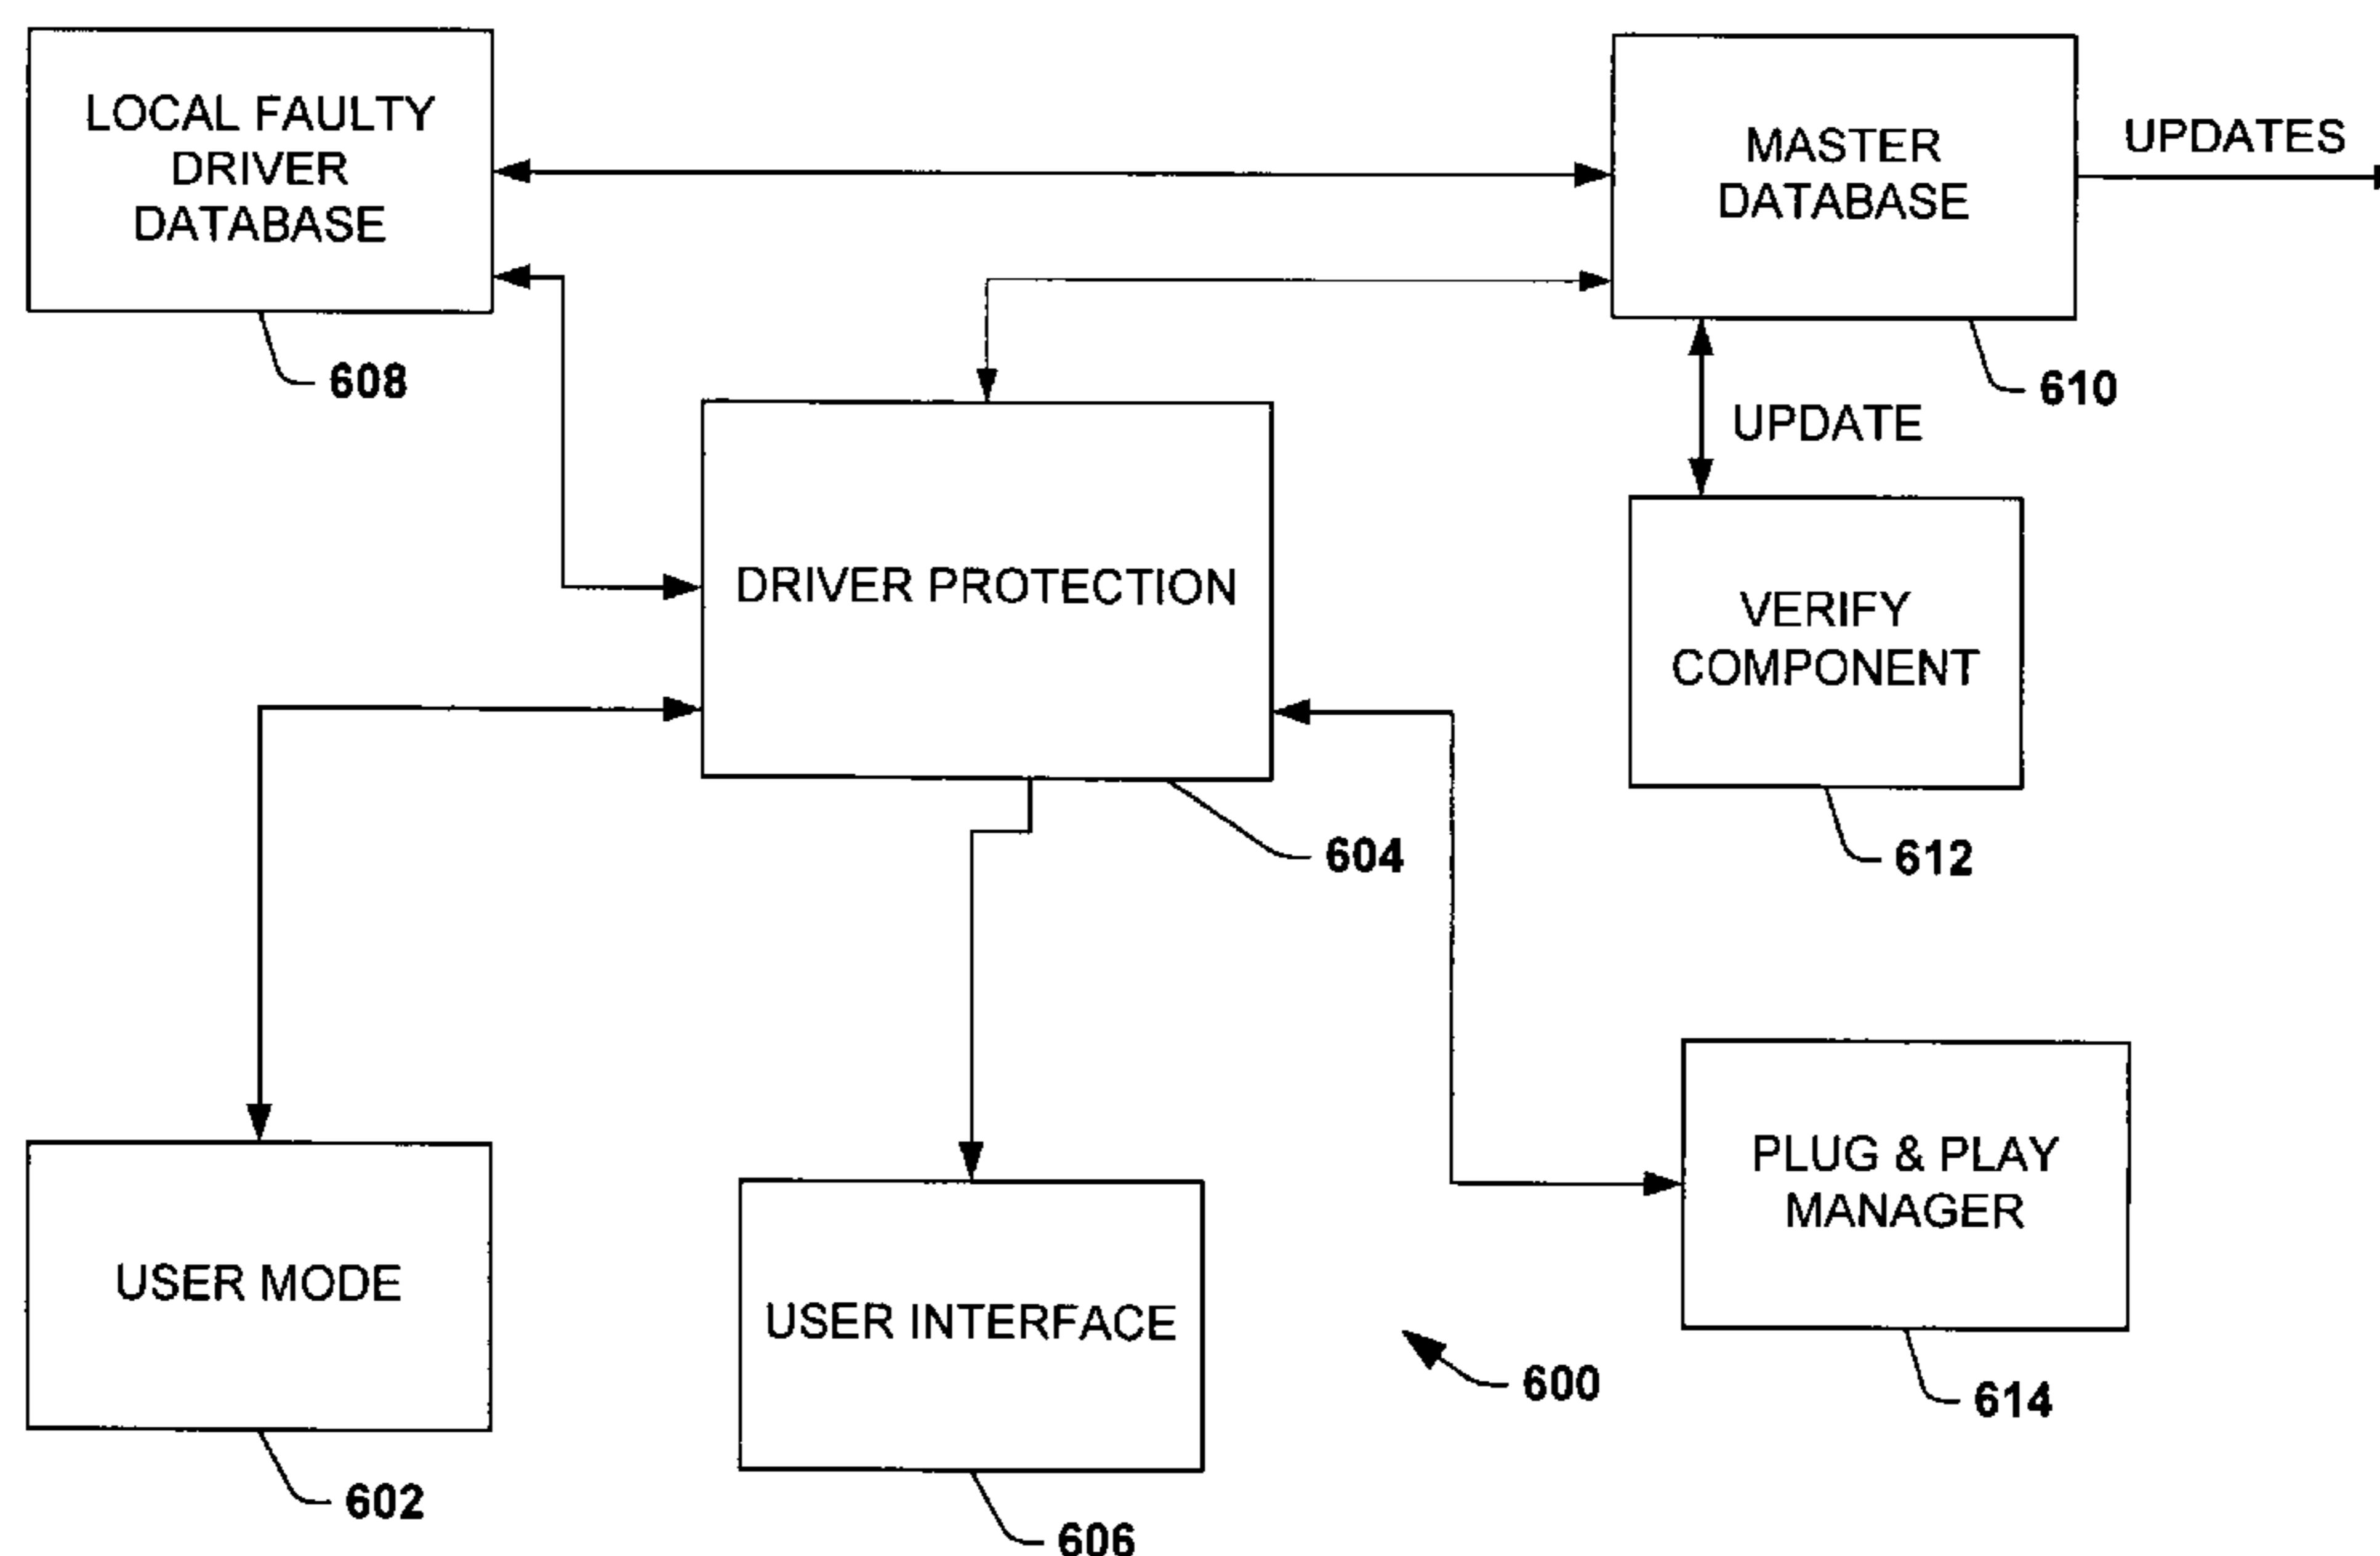 LOCAL FAULTY
DRIVER
DATABASE
608
MASTER
DATABASE
610
UPDATES
UPDATE
DRIVER PROTECTION
604
VERIFY
COMPONENT
612
USER MODE
602
USER INTERFACE
606
600
PLUG & PLAY
MANAGER
614